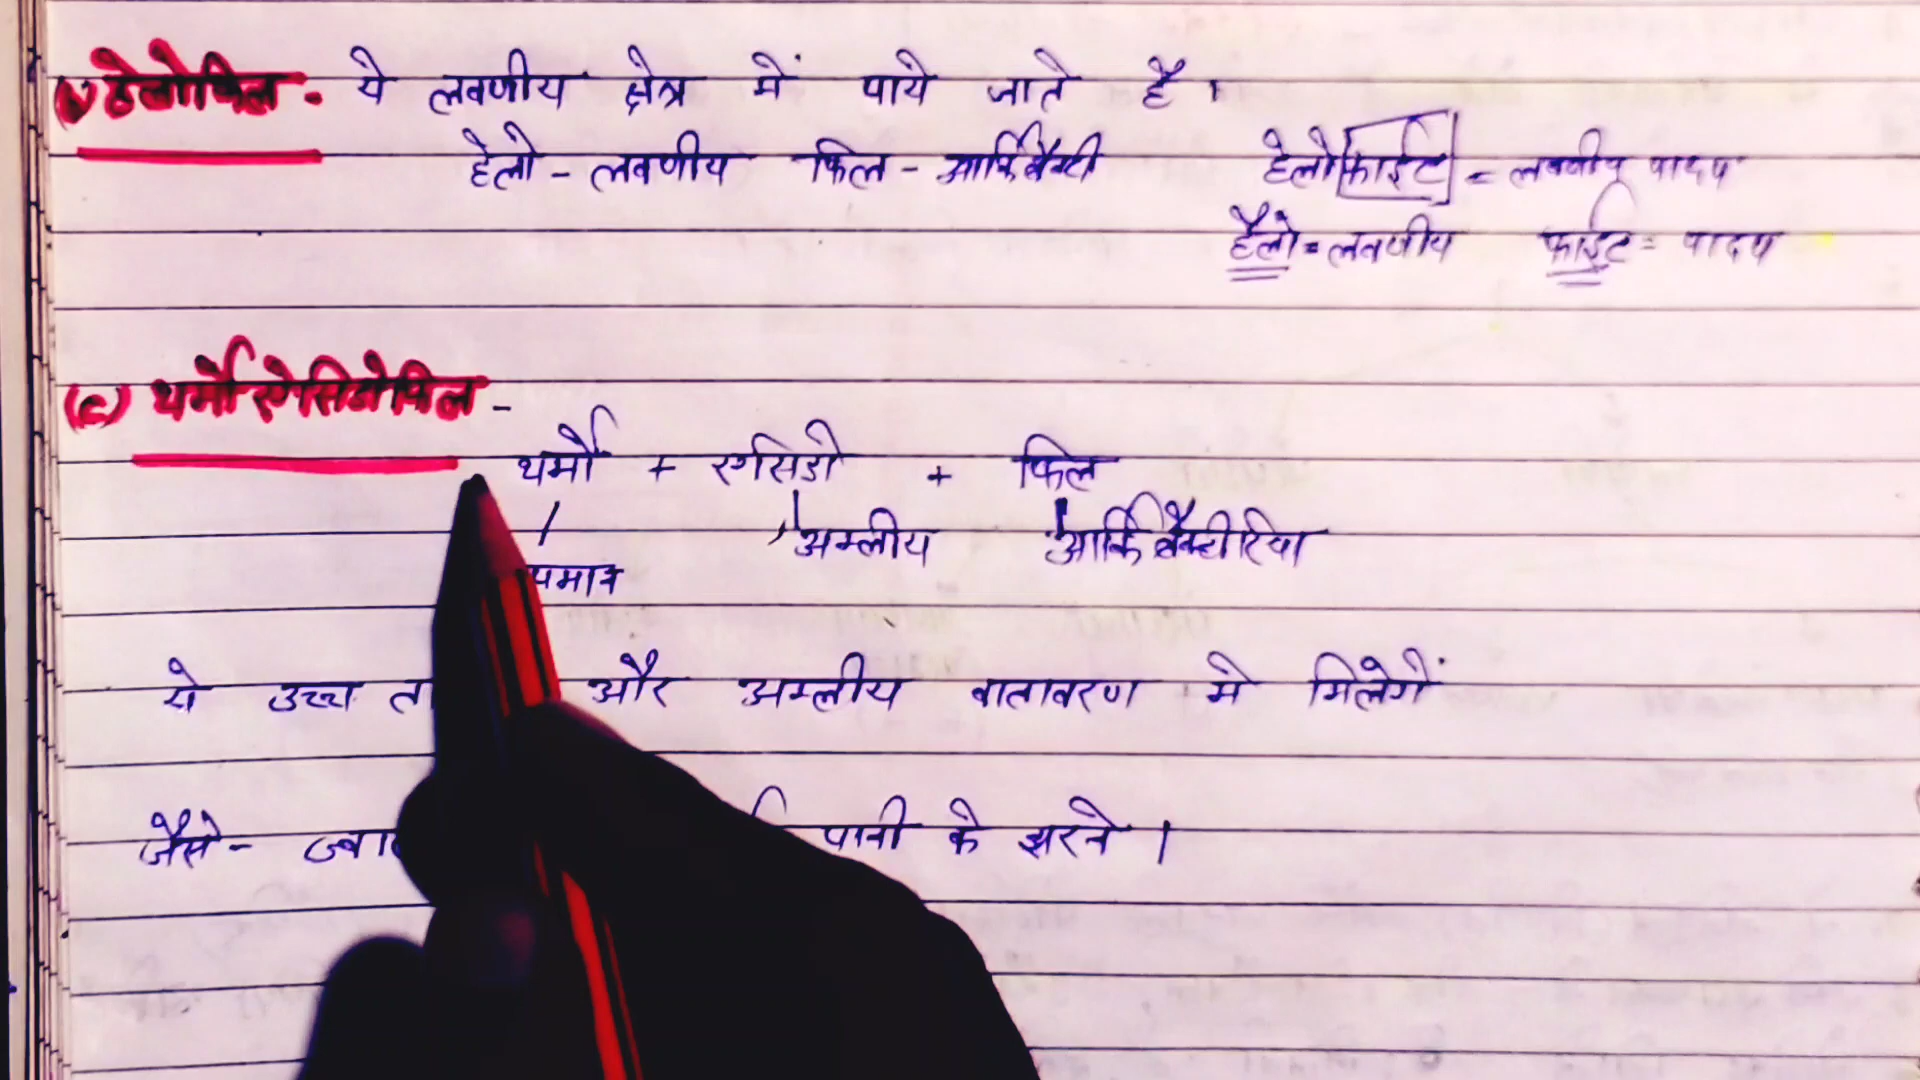 (b) हेलोफिल - ये लवणीय क्षेत्र में पाये जाते है ।
हेलो - लवणीय फिल - आर्किबैक्टी हेलोफाईट = लवणीय पादप
हैलो = लवणीय फाईट = पादप
(c) थर्मोऐसिडोफिल -
थर्मो + एसिडो + फिल
अम्लीय आर्किबैक्टीरिया
ये उच्च और अम्लीय वातावरण मे मिलेगें
जैसे - पानी के झरने ।